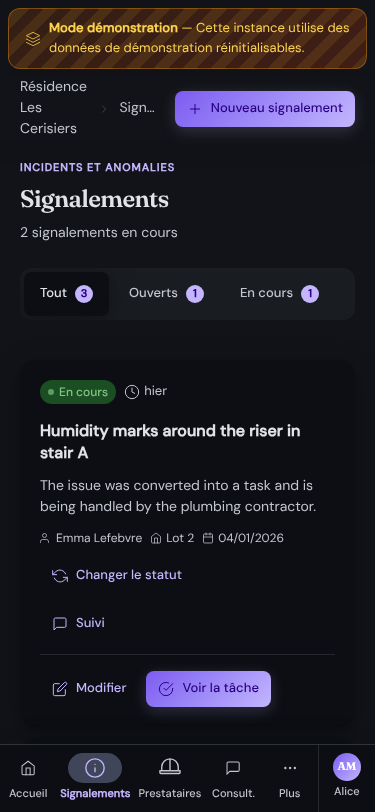 Mode démonstration — Cette instance utilise des
données de démonstration réinitialisables.
Résidence
Les
Cerisiers
Sign...
Nouveau signalement
INCIDENTS ET ANOMALIES
Signalements
2 signalements en cours
Tout 3 Ouverts 1 En cours 1
En cours hier
Humidity marks around the riser in
stair A
The issue was converted into a task and is
being handled by the plumbing contractor.
Emma Lefebvre Lot 2 04/01/2026
Changer le statut
Suivi
Modifier Voir la tâche
AM
Accueil Signalements Prestataires Consult. Plus Alice